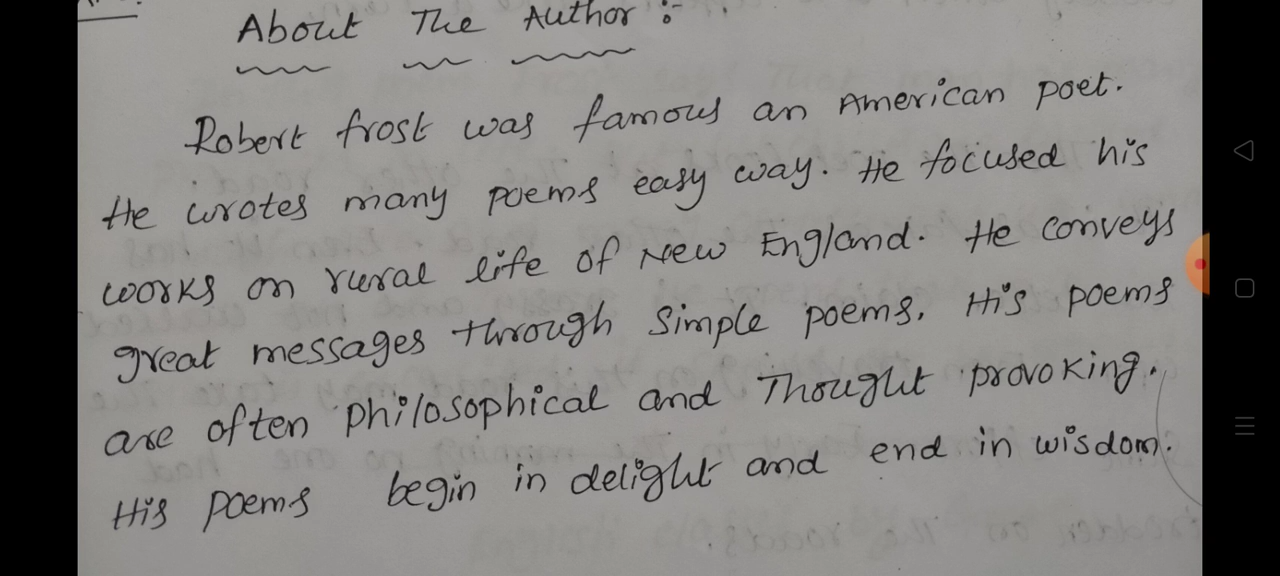 About The Author :-
Robert frost was famous an American poet.
He wrotes many poems easy way. He focused his
works on rural life of New England. He conveys
great messages through simple poems. His poems
are often philosophical and Thought provoking.
His poems begin in delight and end in wisdom.